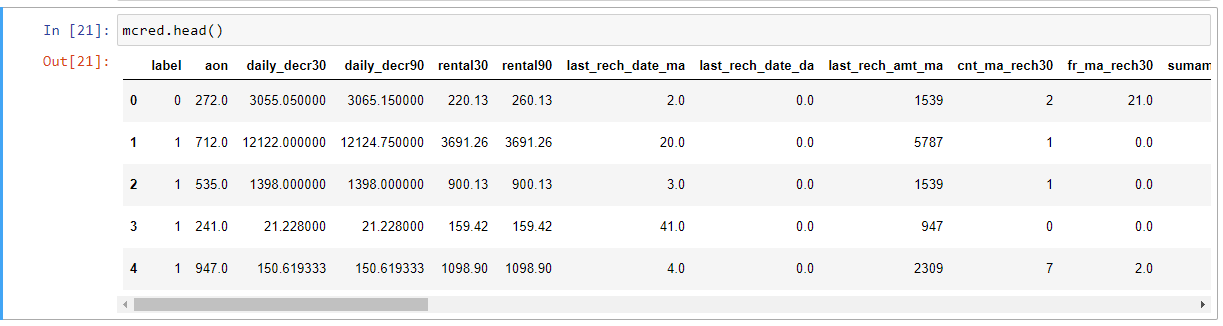 In [21]: mcred.head()
Out[21]:
label aon daily_decr30 daily_decr90 rental30 rental90 last_rech_date_ma last_rech_date_da last_rech_amt_ma cnt_ma_rech30 fr_ma_rech30 sumam
0 0 272.0 3055.050000 3065.150000 220.13 260.13 2.0 0.0 1539 2 21.0
1 1 712.0 12122.000000 12124.750000 3691.26 3691.26 20.0 0.0 5787 1 0.0
2 1 535.0 1398.000000 1398.000000 900.13 900.13 3.0 0.0 1539 1 0.0
3 1 241.0 21.228000 21.228000 159.42 159.42 41.0 0.0 947 0 0.0
4 1 947.0 150.619333 150.619333 1098.90 1098.90 4.0 0.0 2309 7 2.0